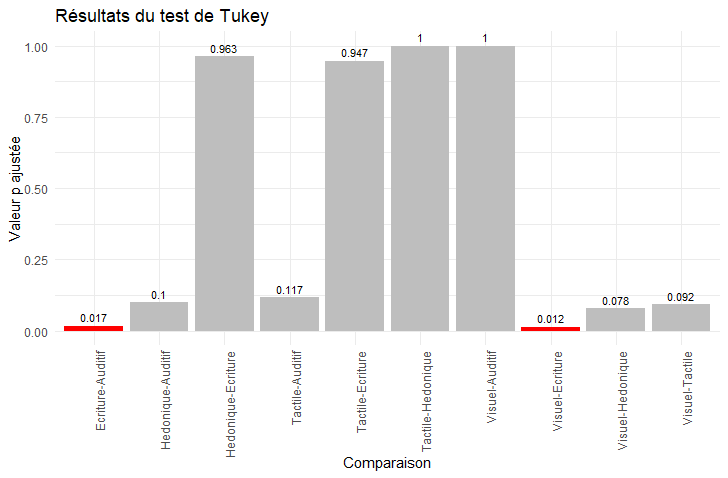 Résultats du test de Tukey
Valeur p ajustée
1.00
0.75
0.50
0.25
0.00
0.017
0.1
0.963
0.117
0.947
1
1
0.012
0.078
0.092
Ecriture-Auditif
Hedonique-Auditif
Hedonique-Ecriture
Tactile-Auditif
Tactile-Ecriture
Tactile-Hedonique
Visuel-Auditif
Visuel-Ecriture
Visuel-Hedonique
Visuel-Tactile
Comparaison